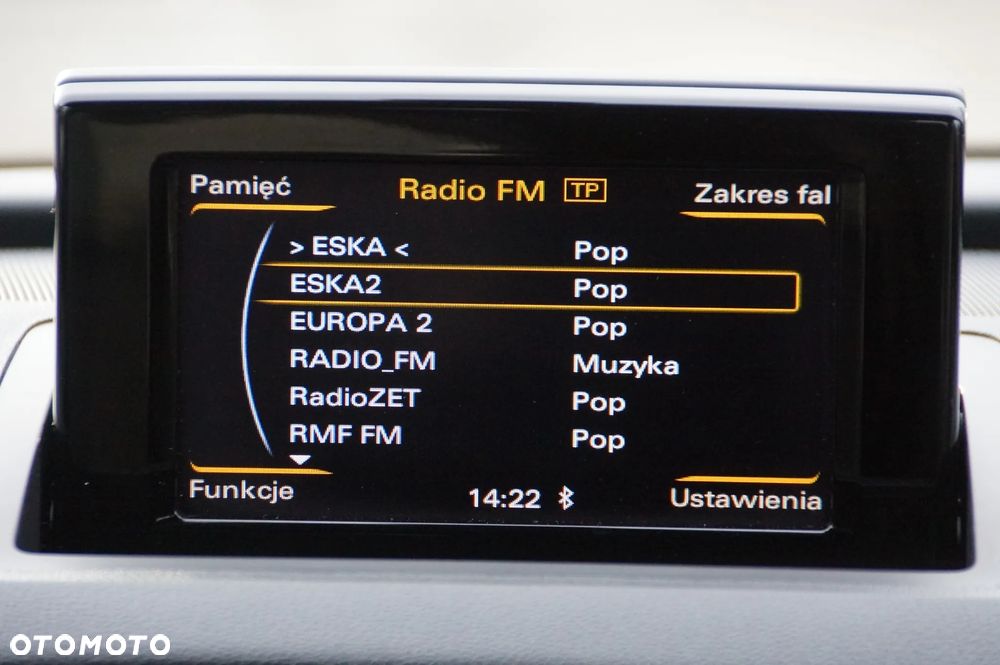 Pamięć Radio FM TP Zakres fal
> ESKA < Pop
ESKA2 Pop
EUROPA 2 Pop
RADIO_FM Muzyka
RadioZET Pop
RMF FM Pop
Funkcje 14:22 Ustawienia
OTOMOTO